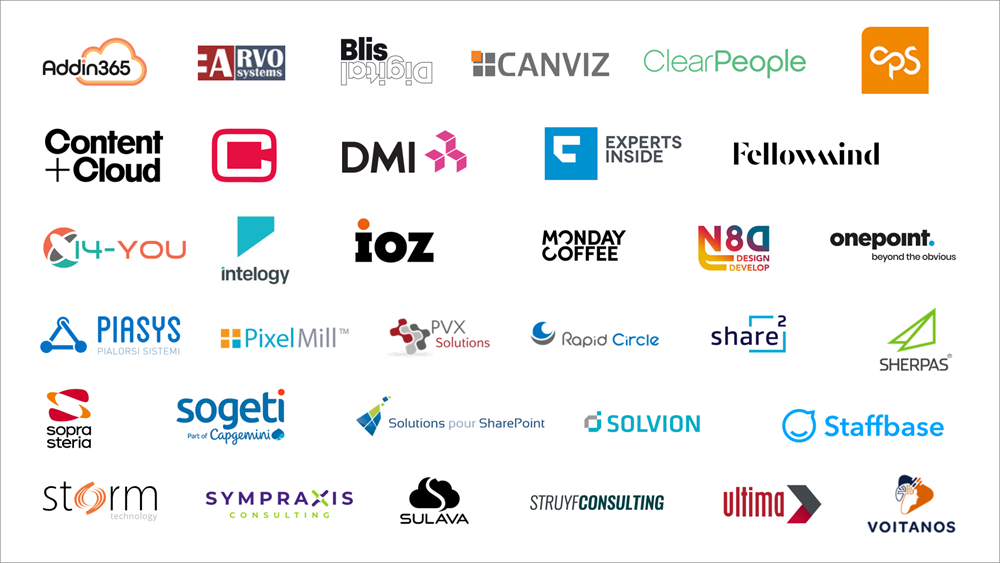 Addin365
ARVO
systems
Blis
Digital
CANVIZ
ClearPeople
cps
Content
+Cloud
C
DMI
EXPERTS
INSIDE
Fellowmind
i4-YOU
intelogy
ioz
MONDAY
COFFEE
N8D
DESIGN
DEVELOP
onepoint.
beyond the obvious
PIASYS
PIALORSI SISTEMI
PixelMill™
PVX
Solutions
Rapid Circle
share²
SHERPAS®
sopra
steria
sogeti
Part of Capgemini
Solutions pour SharePoint
SOLVION
Staffbase
storm
technology
SYMPRAXIS
CONSULTING
SULAVA
STRUYFCONSULTING
ultima
VOITANOS